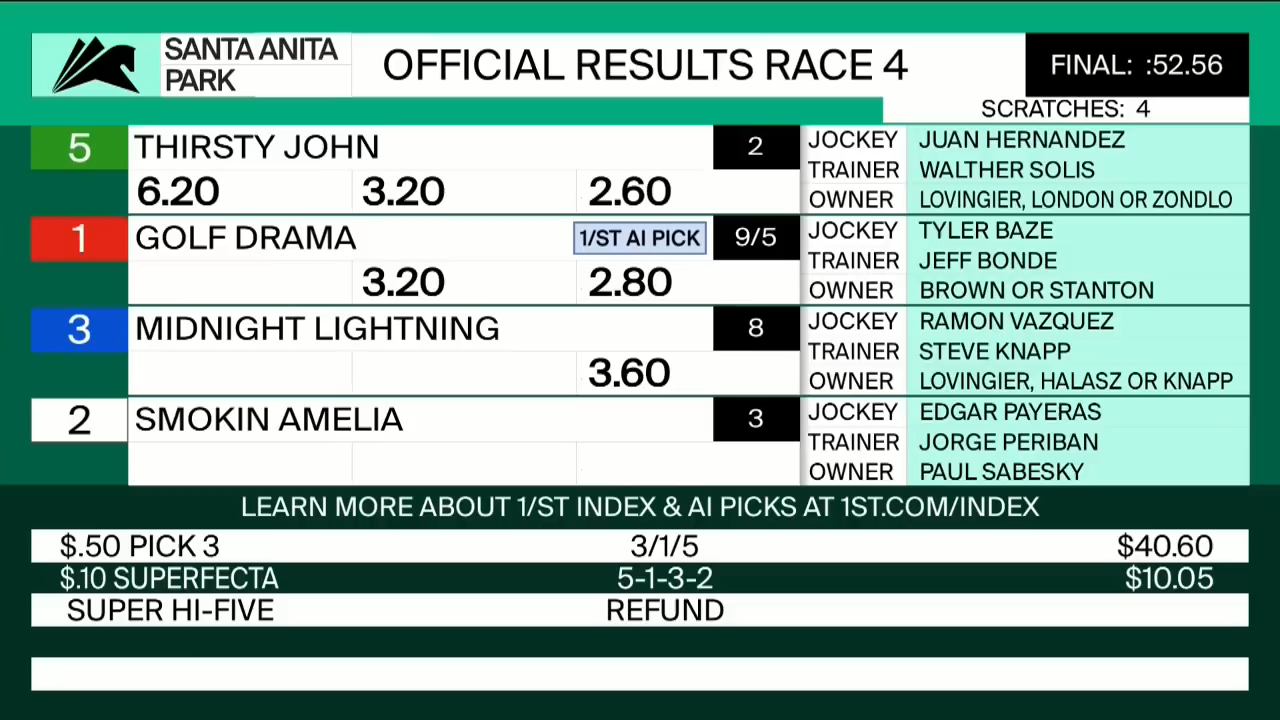 SANTA ANITA
PARK
OFFICIAL RESULTS RACE 4
FINAL: :52.56
SCRATCHES: 4
5 THIRSTY JOHN 2
6.20 3.20 2.60
JOCKEY JUAN HERNANDEZ
TRAINER WALTHER SOLIS
OWNER LOVINGIER, LONDON OR ZONDLO
1 GOLF DRAMA 1/ST AI PICK 9/5
3.20 2.80
JOCKEY TYLER BAZE
TRAINER JEFF BONDE
OWNER BROWN OR STANTON
3 MIDNIGHT LIGHTNING 8
3.60
JOCKEY RAMON VAZQUEZ
TRAINER STEVE KNAPP
OWNER LOVINGIER, HALASZ OR KNAPP
2 SMOKIN AMELIA 3
JOCKEY EDGAR PAYERAS
TRAINER JORGE PERIBAN
OWNER PAUL SABESKY
LEARN MORE ABOUT 1/ST INDEX & AI PICKS AT 1ST.COM/INDEX
$.50 PICK 3 3/1/5 $40.60
$.10 SUPERFECTA 5-1-3-2 $10.05
SUPER HI-FIVE REFUND